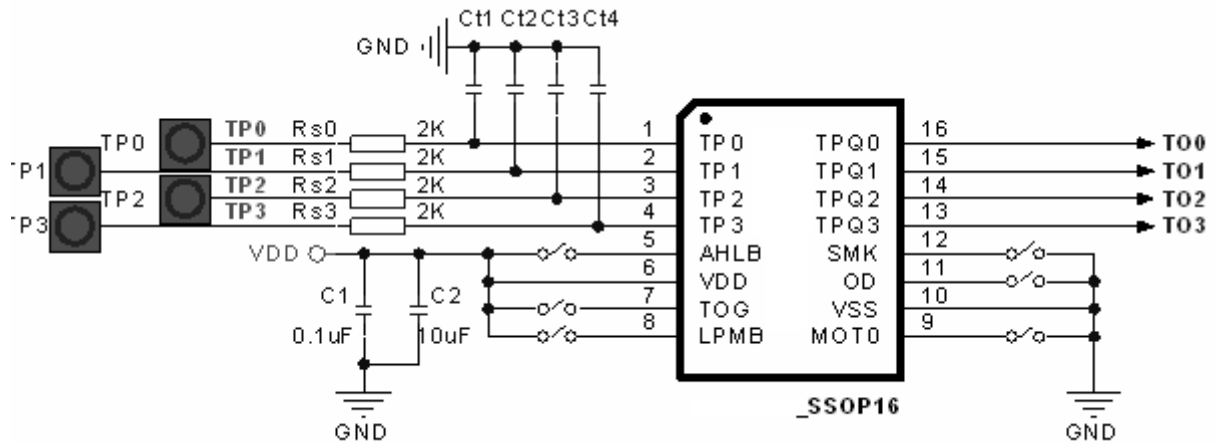 Ct1 Ct2 Ct3 Ct4
GND
TP0 TP0 Rs0 2K 1 TP0 TPQ0 16 TO0
TP1 TP1 Rs1 2K 2 TP1 TPQ1 15 TO1
TP2 TP2 Rs2 2K 3 TP2 TPQ2 14 TO2
TP3 TP3 Rs3 2K 4 TP3 TPQ3 13 TO3
VDD 5 AHLB SMK 12
6 VDD OD 11
C1 C2 7 TOG VSS 10
0.1uF 10uF 8 LPMB MOT0 9
_SSOP16
GND GND